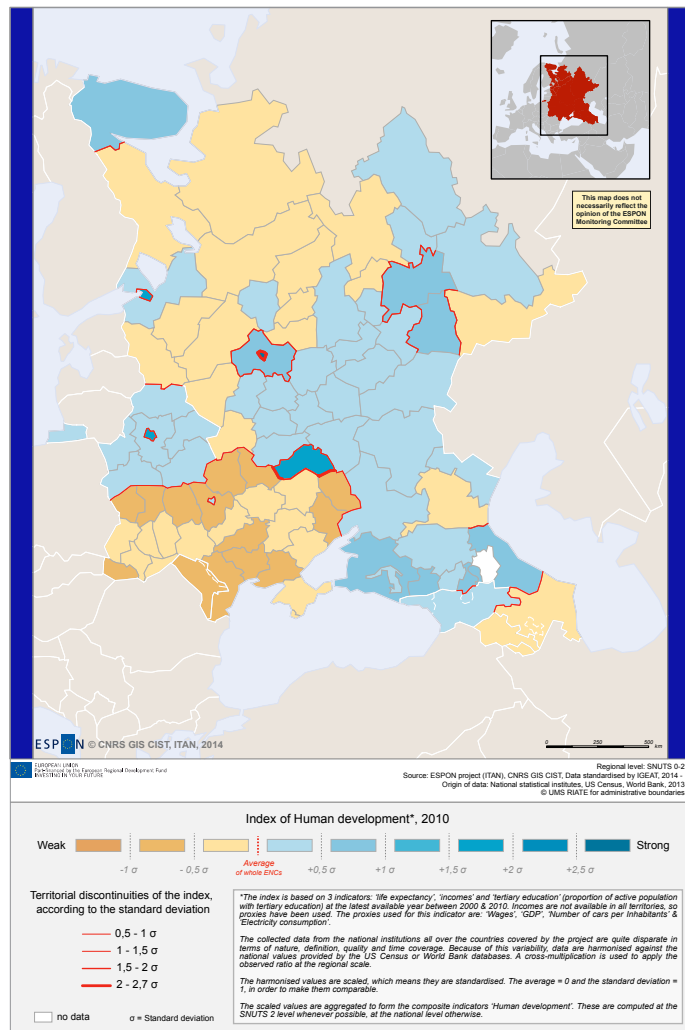 This map does not
necessarily reflect the
opinion of the ESPON
Monitoring Committee
ESPON © CNRS GIS CIST, ITAN, 2014
0 250 500
km
EUROPEAN UNION
Part-financed by the European Regional Development Fund
INVESTING IN YOUR FUTURE
Regional level: SNUTS 0-2
Source: ESPON project (ITAN), CNRS GIS CIST, Data standardised by IGEAT, 2014 -
Origin of data: National statistical institutes, US Census, World Bank, 2013
© UMS RIATE for administrative boundaries
Index of Human development*, 2010
Weak Strong
-1 σ -0,5 σ Average of whole ENCs +0,5 σ +1 σ +1,5 σ +2 σ +2,5 σ
Territorial discontinuities of the index,
according to the standard deviation
0,5 - 1 σ
1 - 1,5 σ
1,5 - 2 σ
2 - 2,7 σ
no data σ = Standard deviation
*The index is based on 3 indicators: 'life expectancy', 'incomes' and 'tertiary education' (proportion of active population
with tertiary education) at the latest available year between 2000 & 2010. Incomes are not available in all territories, so
proxies have been used. The proxies used for this indicator are: 'Wages', 'GDP', 'Number of cars per Inhabitants' &
'Electricity consumption'.
The collected data from the national institutions all over the countries covered by the project are quite disparate in
terms of nature, definition, quality and time coverage. Because of this variability, data are harmonised against the
national values provided by the US Census or World Bank databases. A cross-multiplication is used to apply the
observed ratio at the regional scale.
The harmonised values are scaled, which means they are standardised. The average = 0 and the standard deviation =
1, in order to make them comparable.
The scaled values are aggregated to form the composite indicators 'Human development'. These are computed at the
SNUTS 2 level whenever possible, at the national level otherwise.